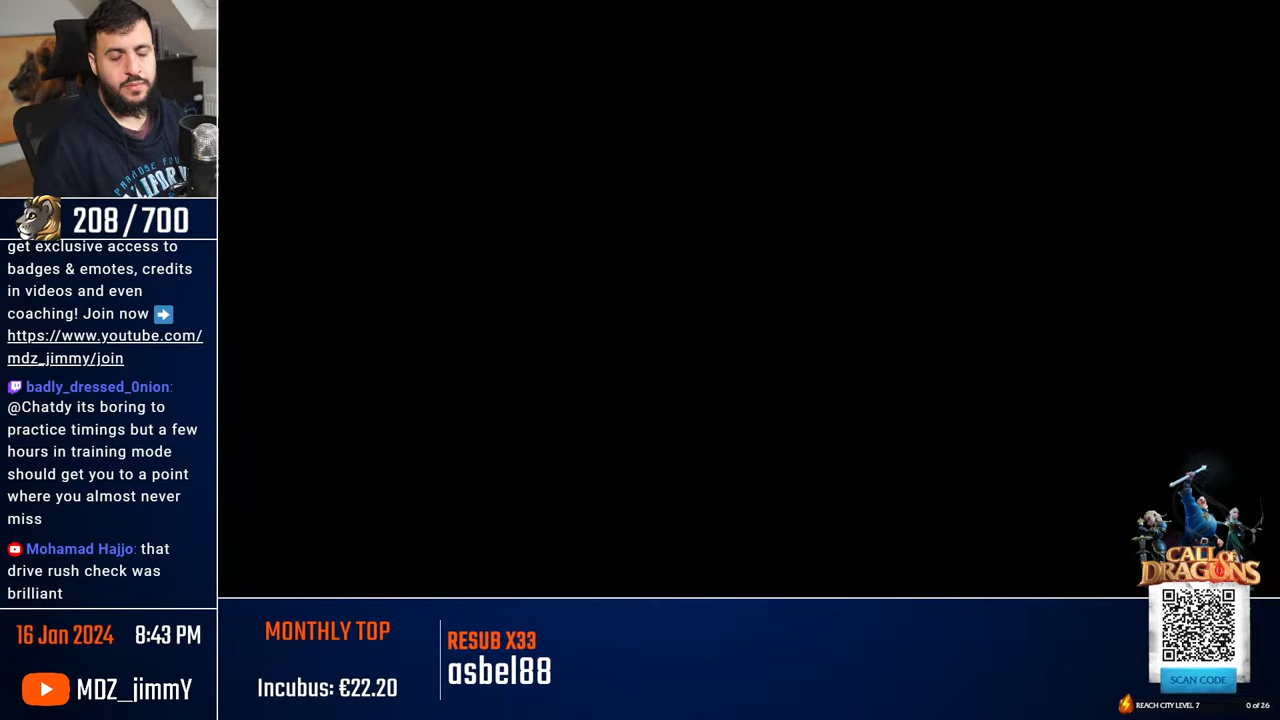 PARADISE FOU
208 / 700
get exclusive access to
badges & emotes, credits
in videos and even
coaching! Join now ➡
https://www.youtube.com/
mdz_jimmy/join
badly_dressed_0nion:
@Chatdy its boring to
practice timings but a few
hours in training mode
should get you to a point
where you almost never
miss
Mohamad Hajjo: that
drive rush check was
brilliant
16 Jan 2024 8:43 PM
MDZ_jimmY
MONTHLY TOP
Incubus: €22.20
RESUB X33
asbel88
CALL OF
DRAGONS
SCAN CODE
REACH CITY LEVEL 7 0 of 26